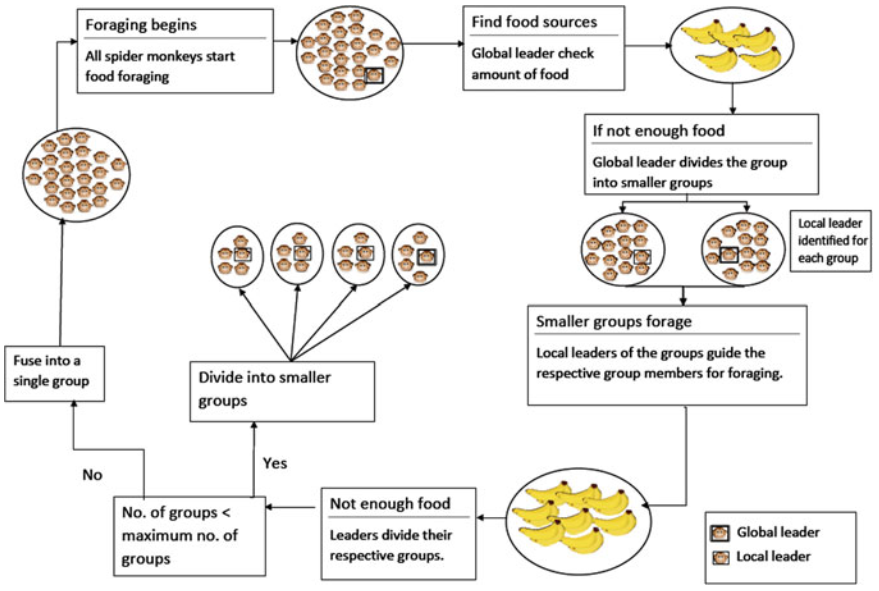 Foraging begins
All spider monkeys start
food foraging
Find food sources
Global leader check
amount of food
If not enough food
Global leader divides the group
into smaller groups
Local leader
identified for
each group
Smaller groups forage
Local leaders of the groups guide the
respective group members for foraging.
Not enough food
Leaders divide their
respective groups.
No. of groups <
maximum no. of
groups
Yes
Divide into smaller
groups
No
Fuse into a
single group
Global leader
Local leader